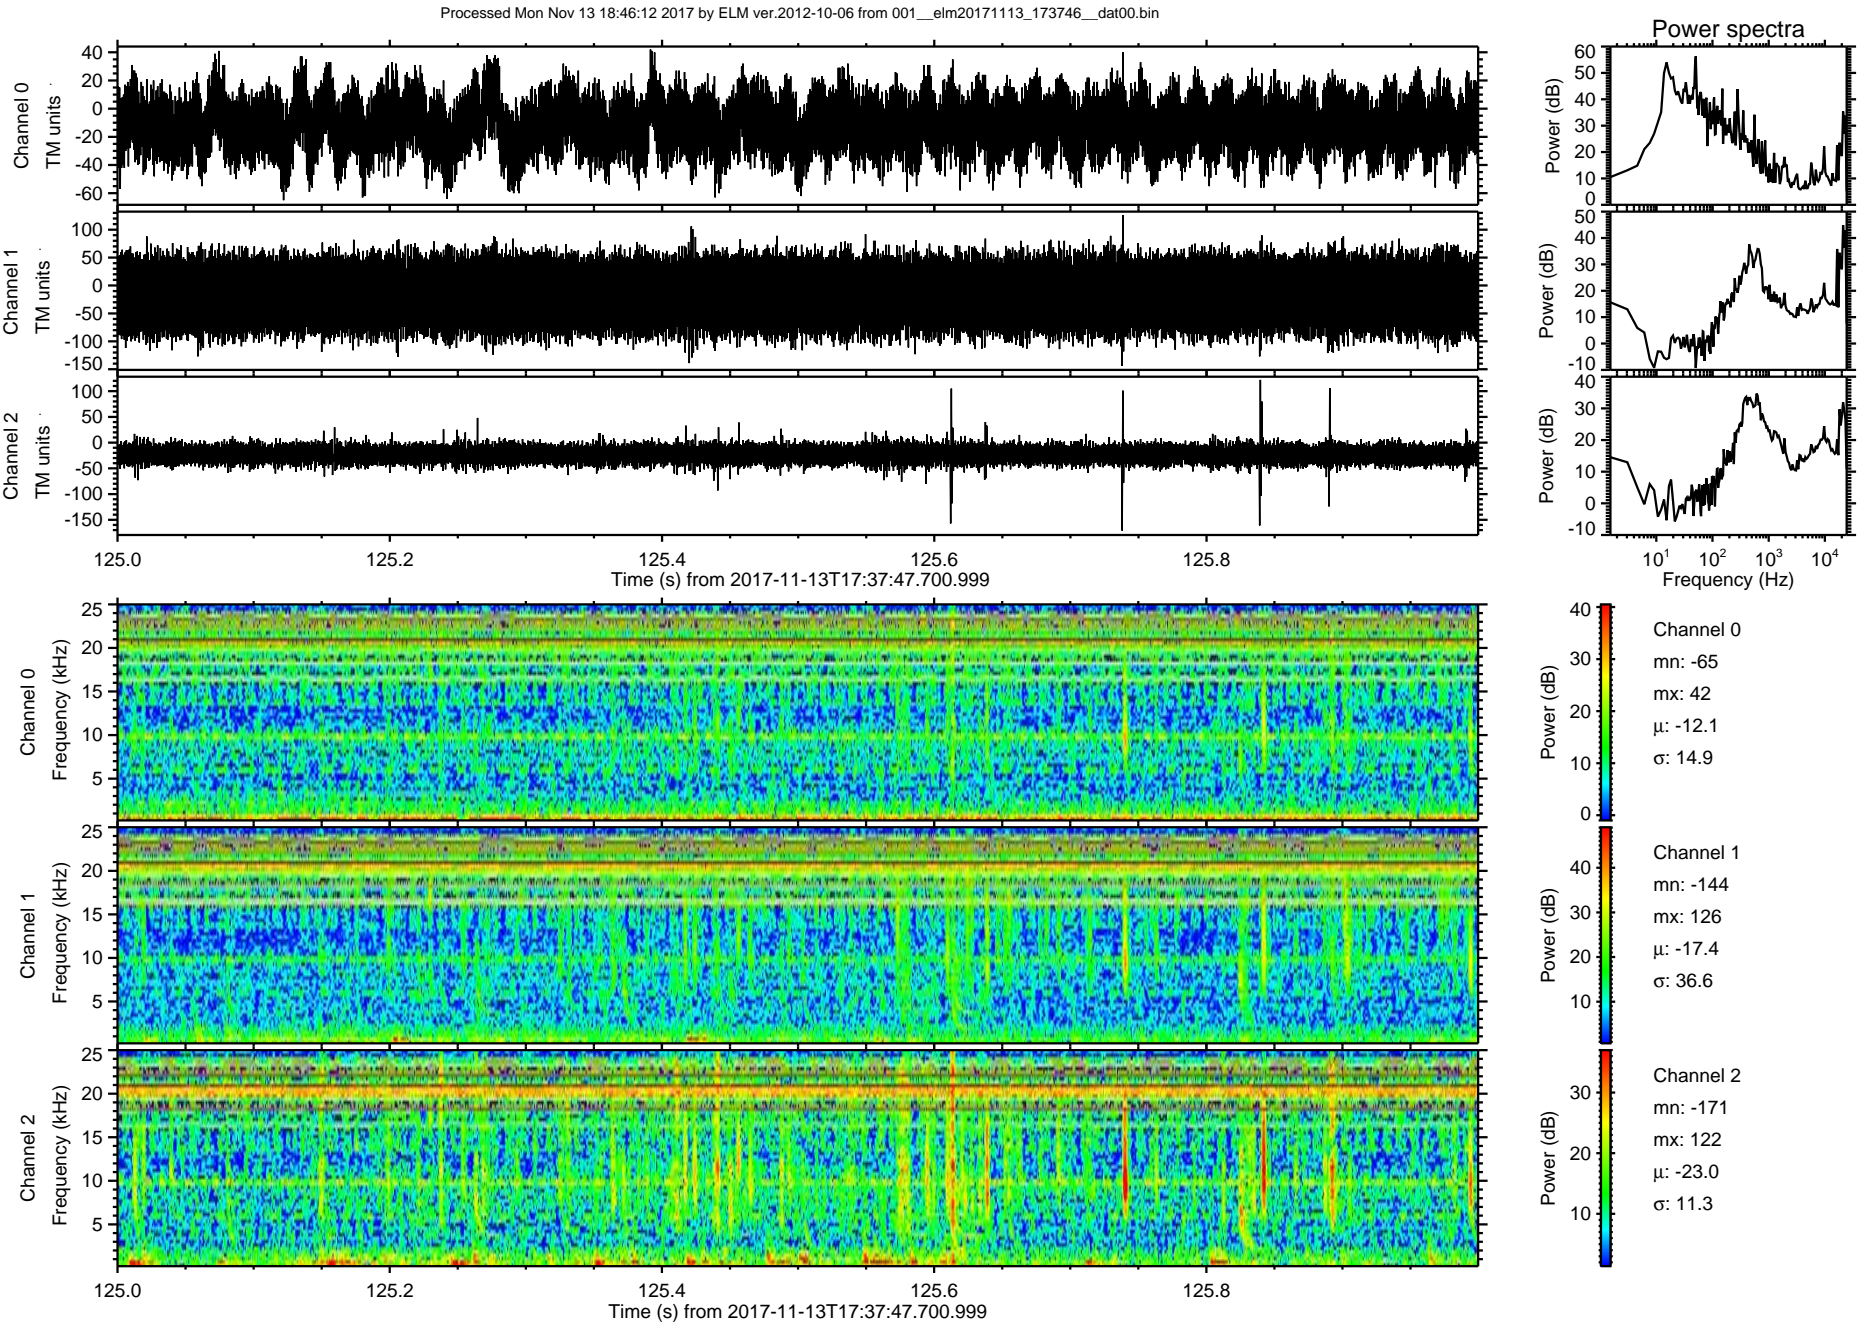 Processed Mon Nov 13 18:46:12 2017 by ELM ver.2012-10-06 from 001__elm20171113_173746__dat00.bin
Power spectra
Channel 0
TM units
40
20
0
-20
-40
-60
Power (dB)
60
50
40
30
20
10
0
Channel 1
TM units
100
50
0
-50
-100
-150
Power (dB)
50
40
30
20
10
0
-10
Channel 2
TM units
100
50
0
-50
-100
-150
Power (dB)
40
30
20
10
0
-10
125.0 125.2 125.4 125.6 125.8
Time (s) from 2017-11-13T17:37:47.700.999
10¹ 10² 10³ 10⁴
Frequency (Hz)
Channel 0
Frequency (kHz)
25
20
15
10
5
Power (dB)
40
30
20
10
0
Channel 0
mn: -65
mx: 42
μ: -12.1
σ: 14.9
Channel 1
Frequency (kHz)
25
20
15
10
5
Power (dB)
40
30
20
10
Channel 1
mn: -144
mx: 126
μ: -17.4
σ: 36.6
Channel 2
Frequency (kHz)
25
20
15
10
5
Power (dB)
30
20
10
Channel 2
mn: -171
mx: 122
μ: -23.0
σ: 11.3
125.0 125.2 125.4 125.6 125.8
Time (s) from 2017-11-13T17:37:47.700.999